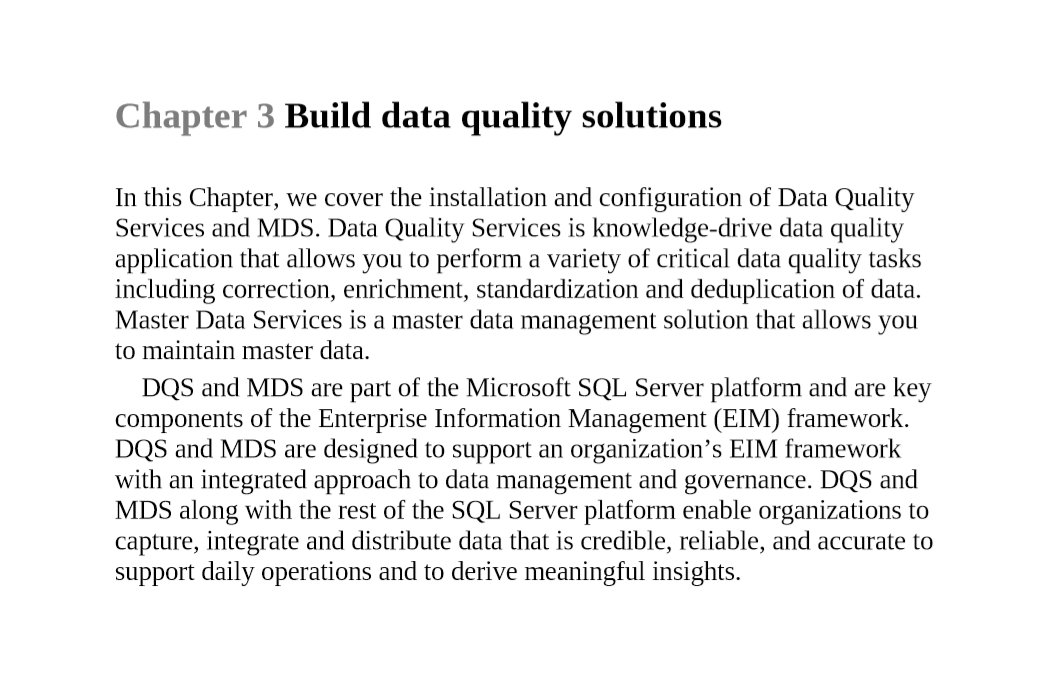 Chapter 3 Build data quality solutions
In this Chapter, we cover the installation and configuration of Data Quality
Services and MDS. Data Quality Services is knowledge-drive data quality
application that allows you to perform a variety of critical data quality tasks
including correction, enrichment, standardization and deduplication of data.
Master Data Services is a master data management solution that allows you
to maintain master data.
DQS and MDS are part of the Microsoft SQL Server platform and are key
components of the Enterprise Information Management (EIM) framework.
DQS and MDS are designed to support an organization’s EIM framework
with an integrated approach to data management and governance. DQS and
MDS along with the rest of the SQL Server platform enable organizations to
capture, integrate and distribute data that is credible, reliable, and accurate to
support daily operations and to derive meaningful insights.